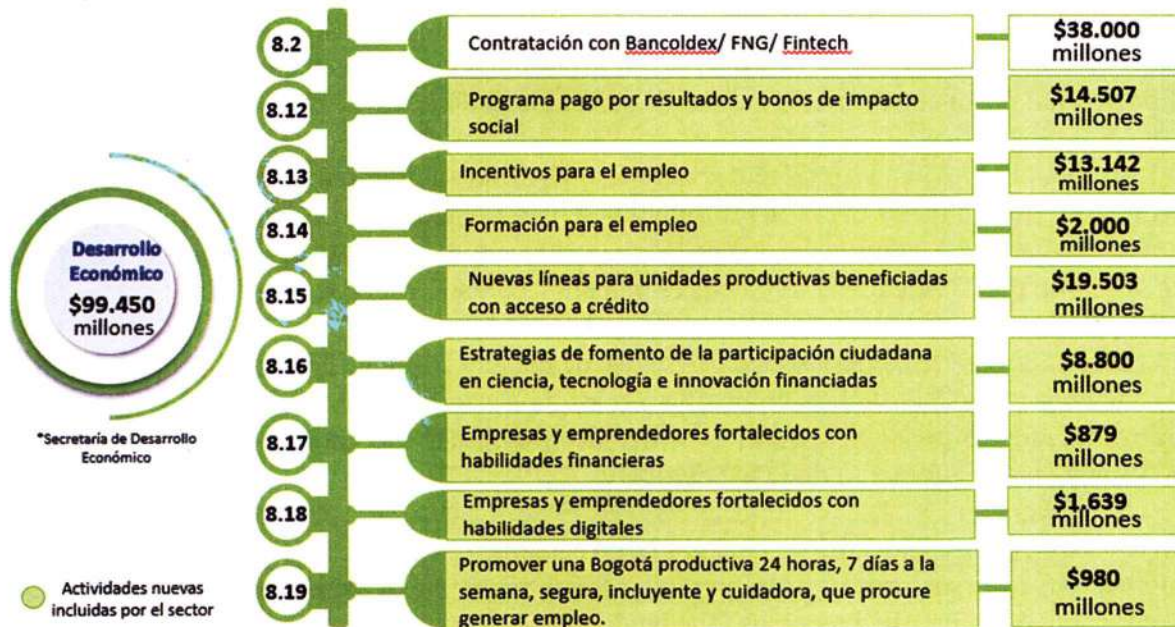 Desarrollo
Económico
$99.450
millones
*Secretaría de Desarrollo
Económico
Actividades nuevas
incluidas por el sector
8.2
Contratación con Bancoldex/ FNG/ Fintech
$38.000
millones
8.12
Programa pago por resultados y bonos de impacto
social
$14.507
millones
8.13
Incentivos para el empleo
$13.142
millones
8.14
Formación para el empleo
$2.000
millones
8.15
Nuevas líneas para unidades productivas beneficiadas
con acceso a crédito
$19.503
millones
8.16
Estrategias de fomento de la participación ciudadana
en ciencia, tecnología e innovación financiadas
$8.800
millones
8.17
Empresas y emprendedores fortalecidos con
habilidades financieras
$879
millones
8.18
Empresas y emprendedores fortalecidos con
habilidades digitales
$1.639
millones
8.19
Promover una Bogotá productiva 24 horas, 7 días a la
semana, segura, incluyente y cuidadora, que procure
generar empleo.
$980
millones